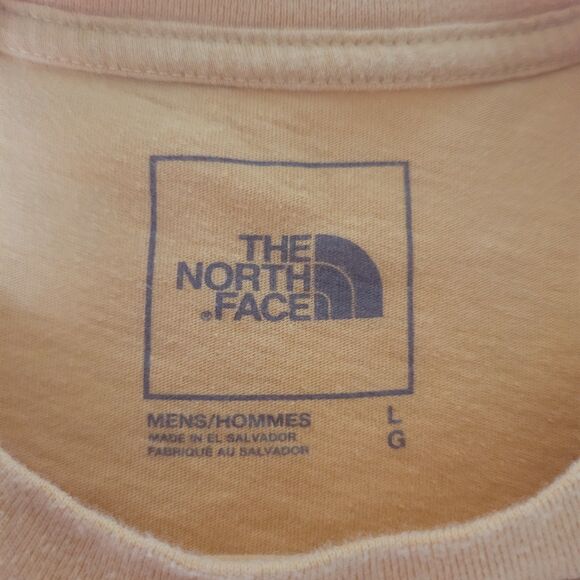 THE
NORTH
FACE
MENS/HOMMES L
MADE IN EL SALVADOR G
FABRIQUÉ AU SALVADOR